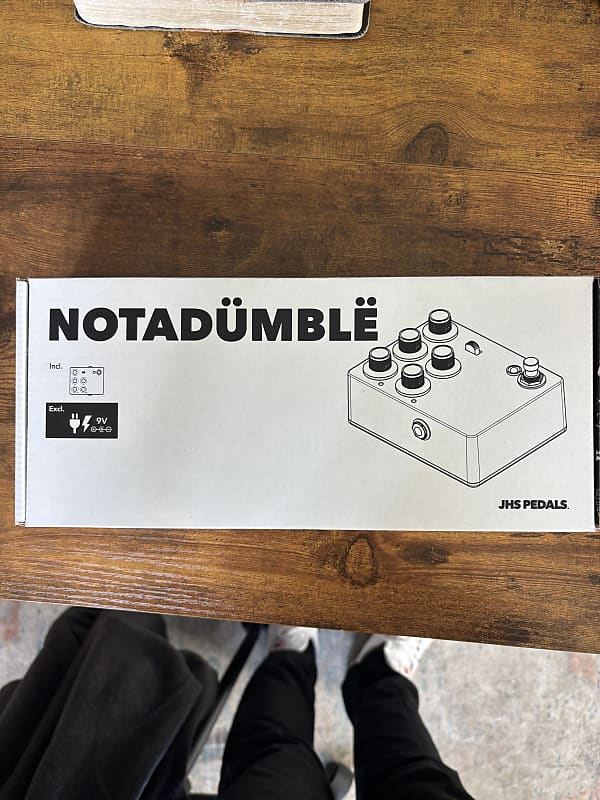 NOTADÜMBLË
Incl.
Excl.
9V
JHS PEDALS.